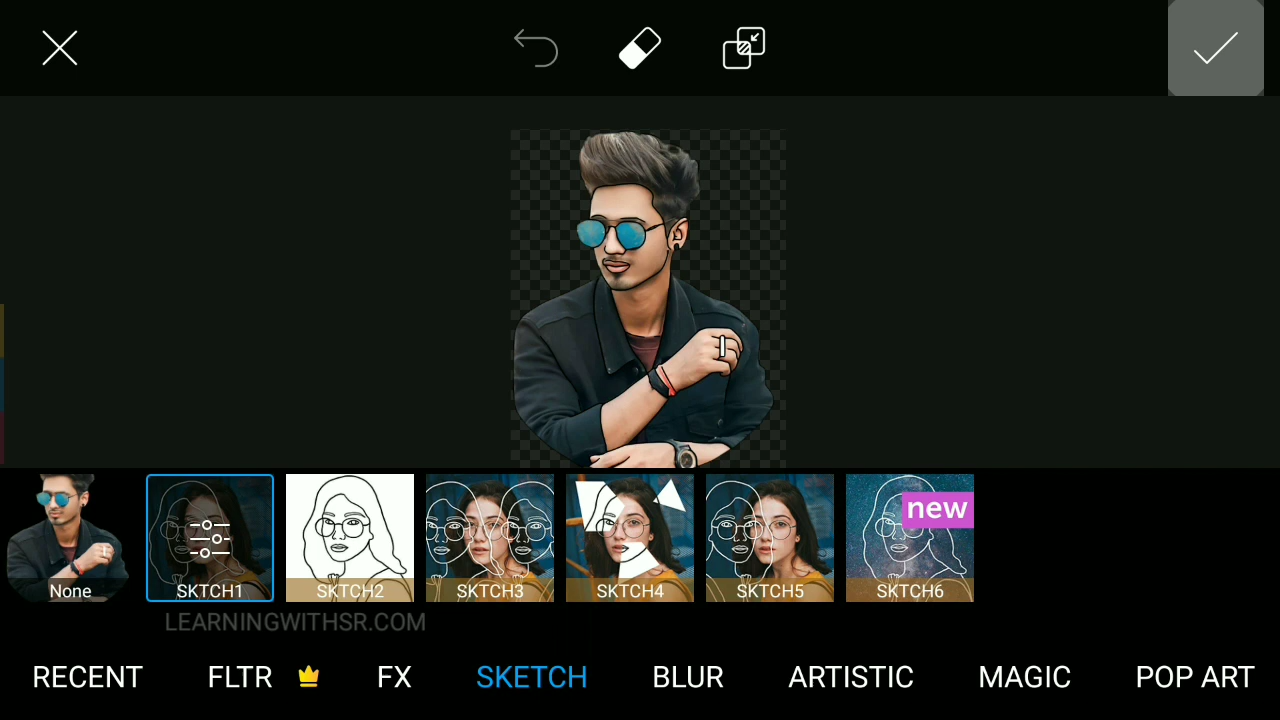 new
None
SKTCH1
SKTCH2
SKTCH3
SKTCH4
SKTCH5
SKTCH6
LEARNINGWITHSR.COM
RECENT FLTR FX SKETCH BLUR ARTISTIC MAGIC POP ART